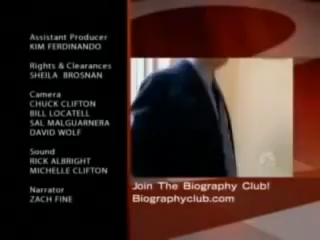 Assistant Producer
KIM FERDINANDO
Rights & Clearances
SHEILA BROSNAN
Camera
CHUCK CLIFTON
BILL LOCATELL
SAL MALGUARNERA
DAVID WOLF
Sound
RICK ALBRIGHT
MICHELLE CLIFTON
Narrator
ZACH FINE
Join The Biography Club!
Biographyclub.com